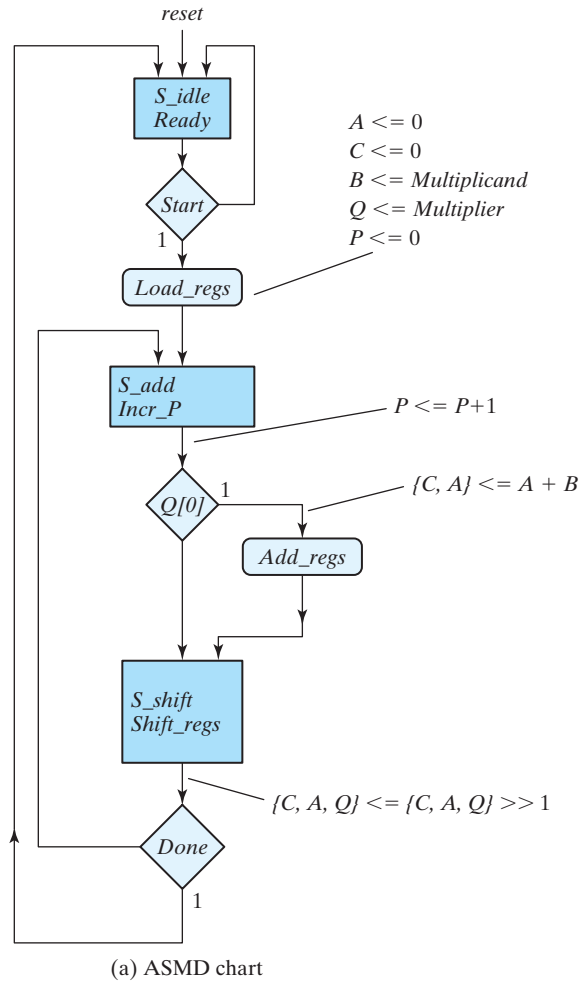 reset
S_idle
Ready
A <= 0
C <= 0
B <= Multiplicand
Q <= Multiplier
P <= 0
Start
1
Load_regs
S_add
Incr_P
P <= P+1
Q[0]
1
{C, A} <= A + B
Add_regs
S_shift
Shift_regs
{C, A, Q} <= {C, A, Q} >> 1
Done
1
(a) ASMD chart